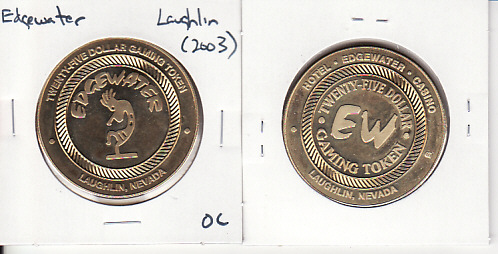 Edgewater
Laughlin
(2003)
TWENTY-FIVE DOLLAR GAMING TOKEN
EDGEWATER
LAUGHLIN, NEVADA
OC
HOTEL • EDGEWATER • CASINO
• TWENTY-FIVE DOLLAR •
EW
GAMING TOKEN
LAUGHLIN, NEVADA